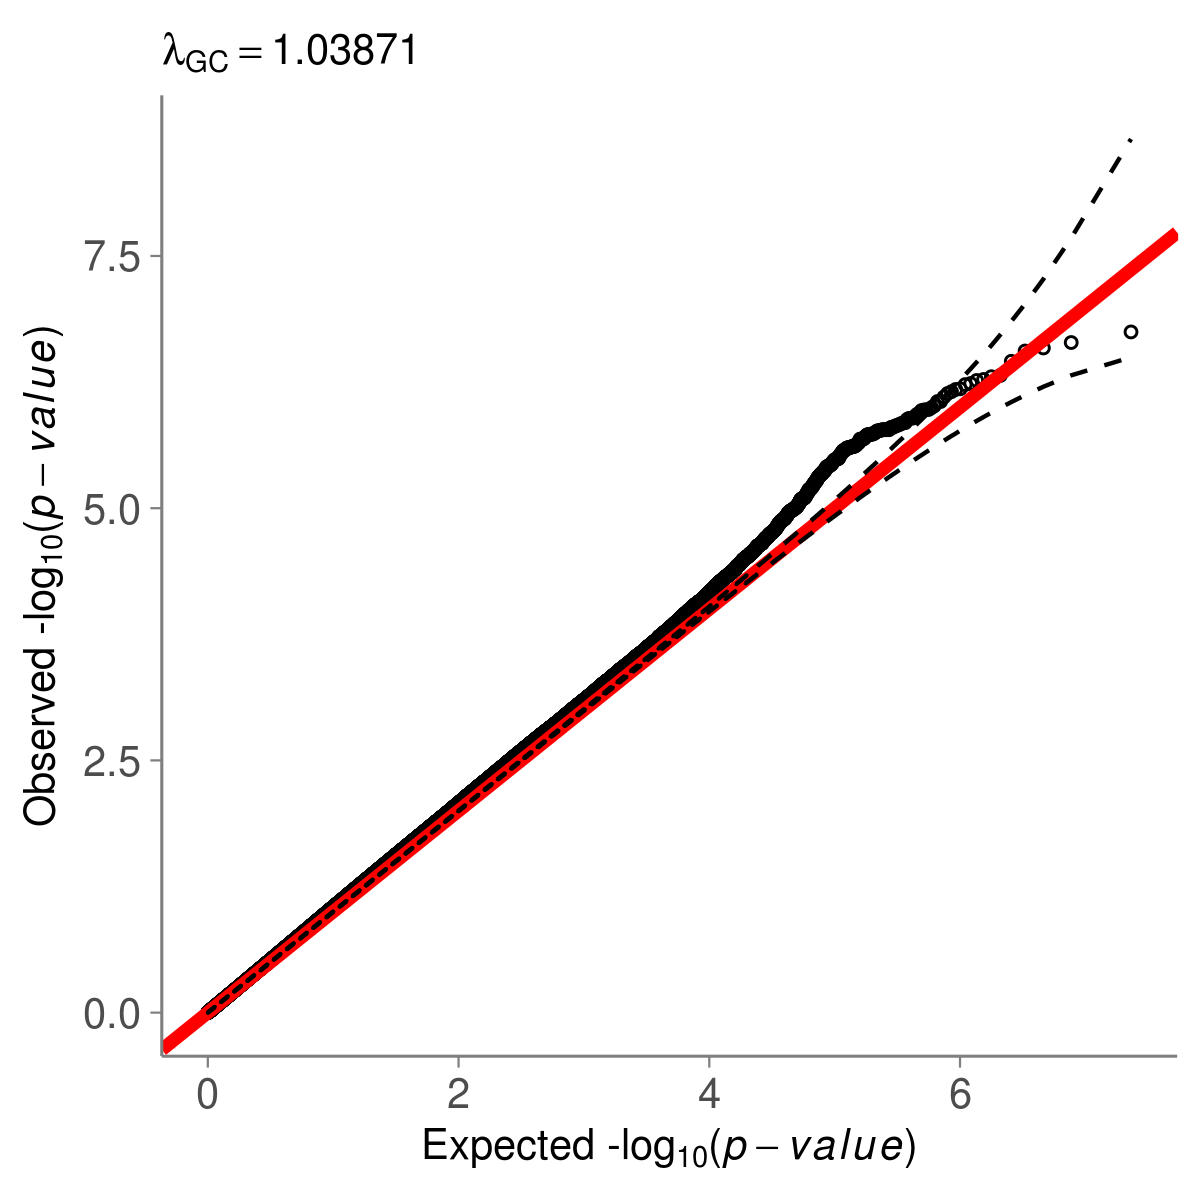 λGC = 1.03871
Observed -log10(p − value)
7.5
5.0
2.5
0.0
0 2 4 6
Expected -log10(p − value)